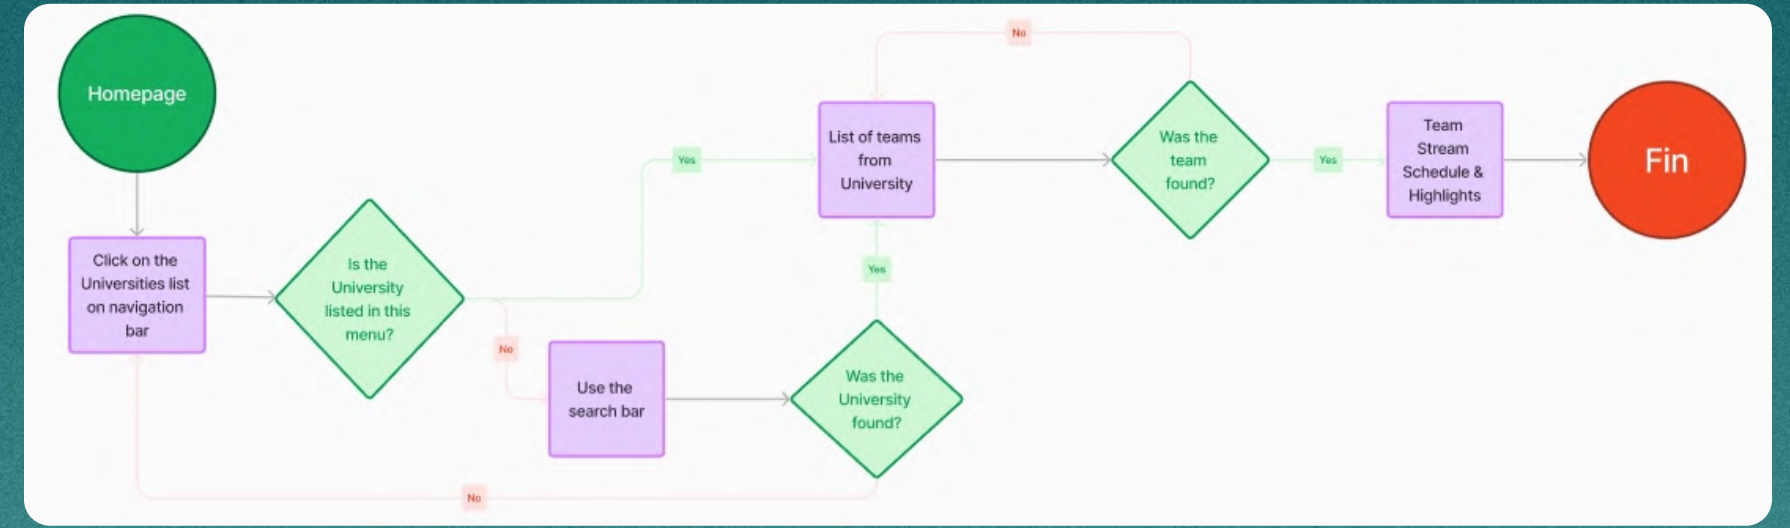 Homepage
Click on the
Universities list
on navigation
bar
Is the
University
listed in this
menu?
No
Use the
search bar
Was the
University
found?
No
Yes
Yes
List of teams
from
University
No
Was the
team
found?
Yes
Team
Stream
Schedule &
Highlights
Fin